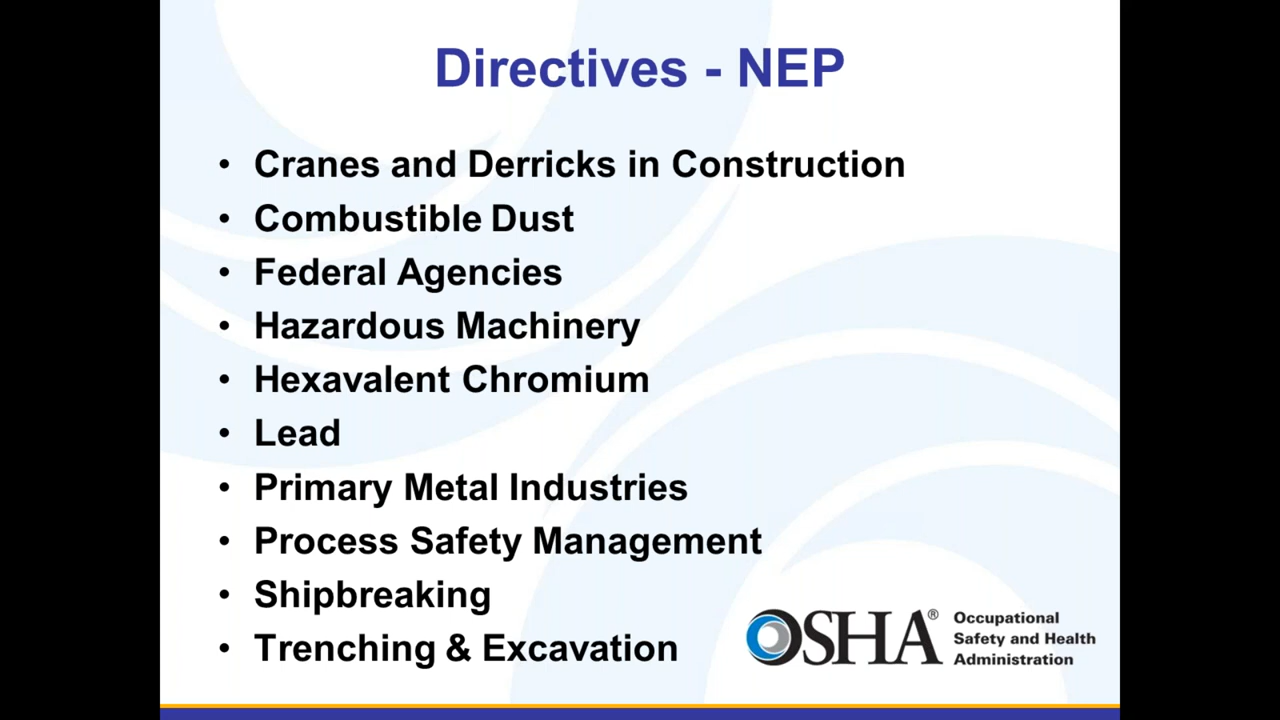 Directives - NEP
• Cranes and Derricks in Construction
• Combustible Dust
• Federal Agencies
• Hazardous Machinery
• Hexavalent Chromium
• Lead
• Primary Metal Industries
• Process Safety Management
• Shipbreaking
• Trenching & Excavation
OSHA®
Occupational
Safety and Health
Administration